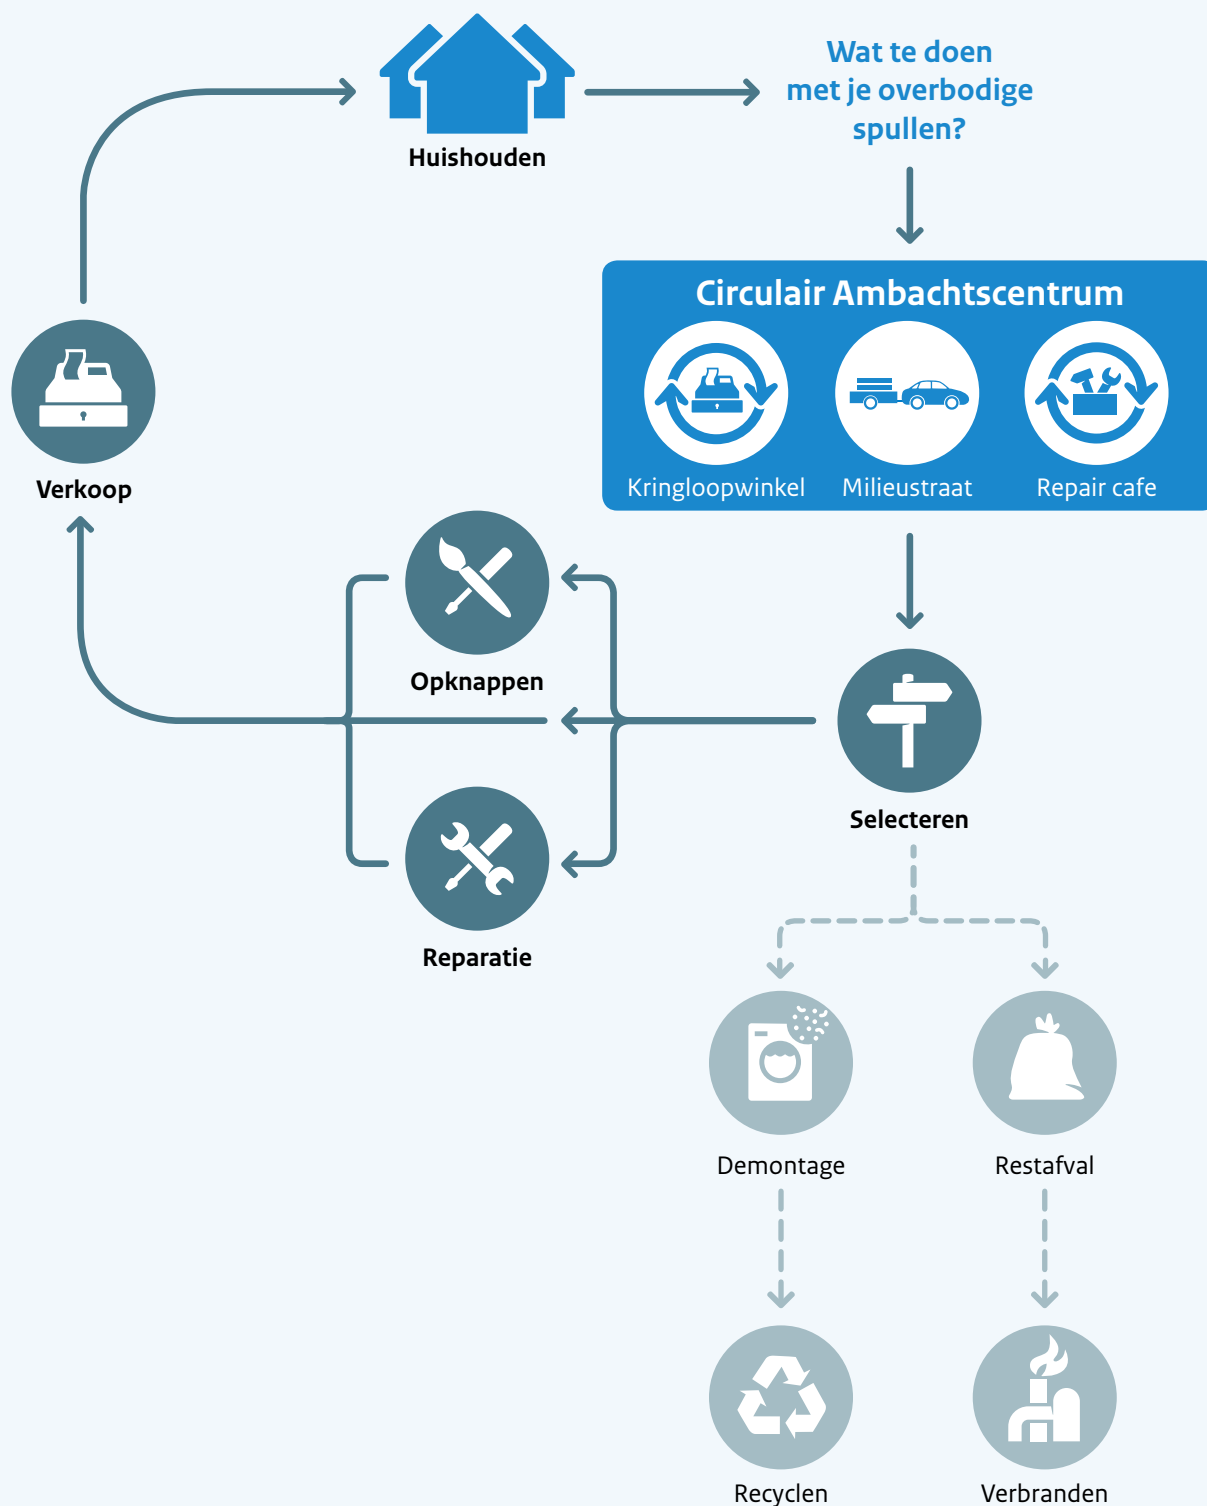 Wat te doen
met je overbodige
spullen?
Huishouden
Circulair Ambachtscentrum
Kringloopwinkel
Milieustraat
Repair cafe
Verkoop
Opknappen
Selecteren
Reparatie
Demontage
Restafval
Recyclen
Verbranden